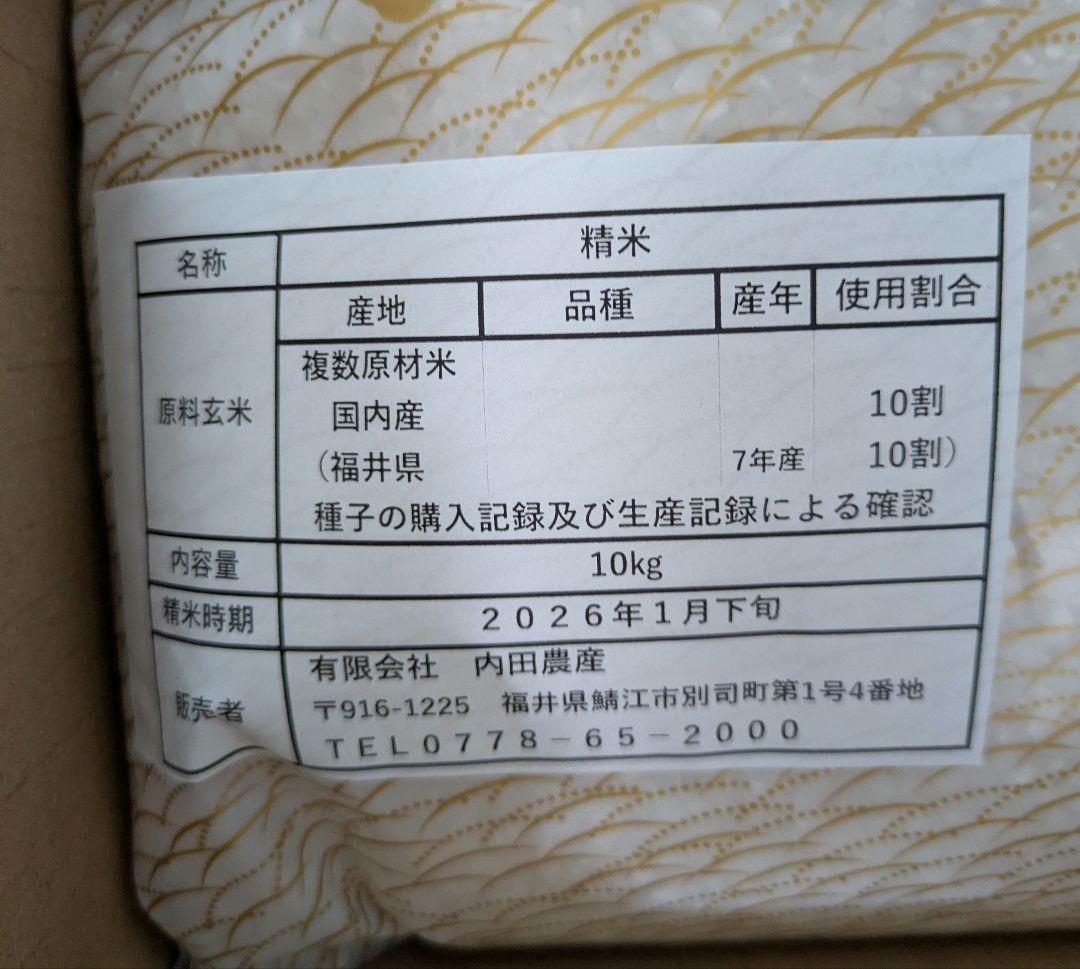 名称 精米
産地 品種 産年 使用割合
原料玄米
複数原材米
国内産 10割
(福井県 7年産 10割)
種子の購入記録及び生産記録による確認
内容量 10kg
精米時期 2026年1月下旬
販売者
有限会社 内田農産
〒916-1225 福井県鯖江市別司町第1号4番地
TEL0778-65-2000